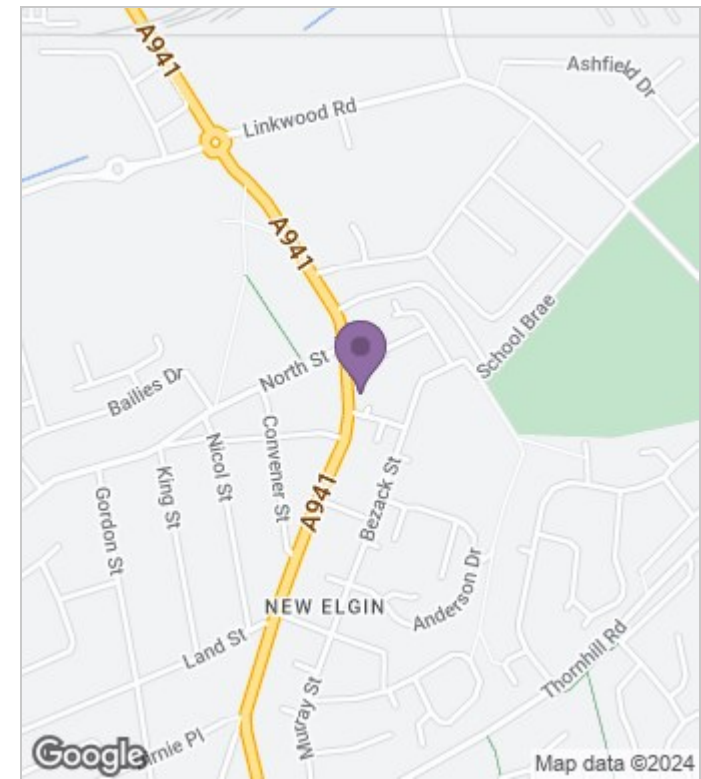 A941
Ashfield Dr
Linkwood Rd
A941
School Brae
North St
Bailies Dr
Convener St
Nicol St
King St
Bezack St
Gordon St
A941
Anderson Dr
NEW ELGIN
Land St
Thornhill Rd
Murray St
Google
Map data ©2024